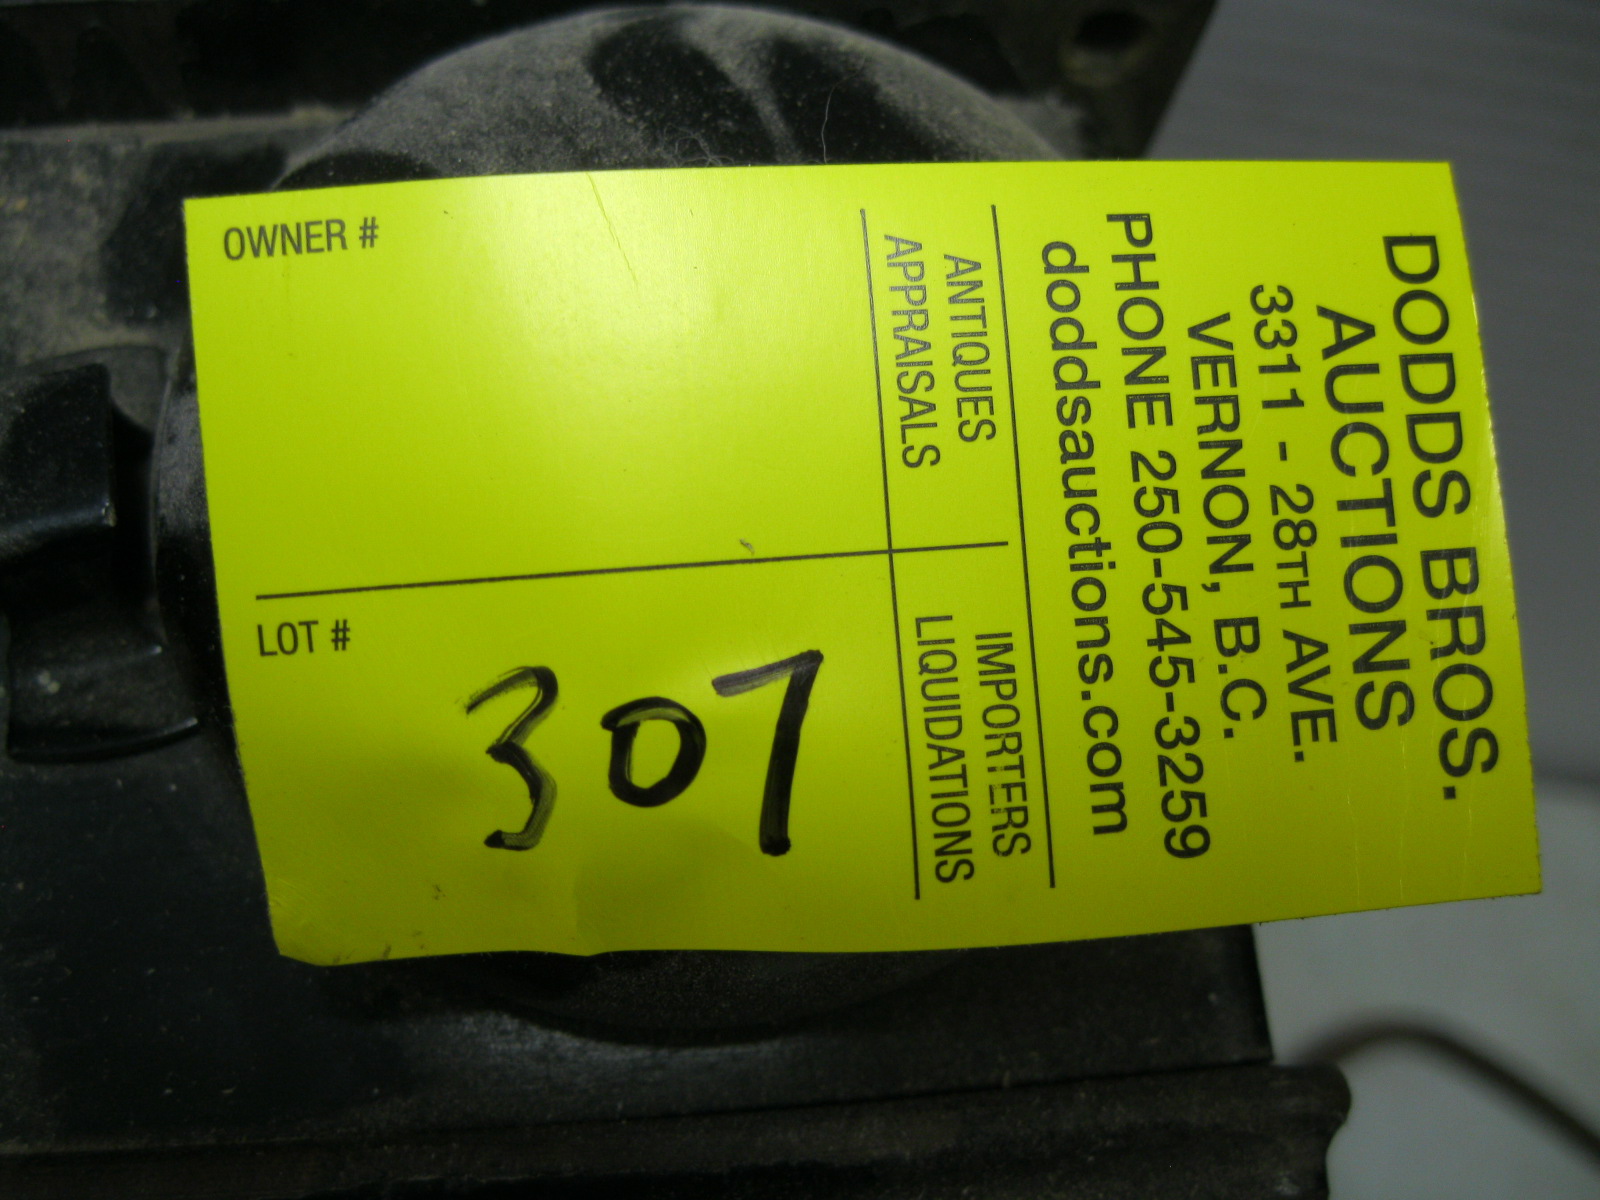 DODDS BROS.
AUCTIONS
3311 - 28TH AVE.
VERNON, B.C.
PHONE 250-545-3259
doddsauctions.com
ANTIQUES
APPRAISALS
IMPORTERS
LIQUIDATIONS
OWNER #
LOT #
307